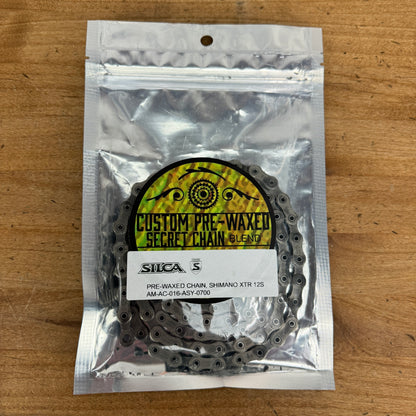 CUSTOM PRE-WAXED
SECRET CHAIN BLEND
SILCA S
PRE-WAXED CHAIN, SHIMANO XTR 12S
AM-AC-016-ASY-0700